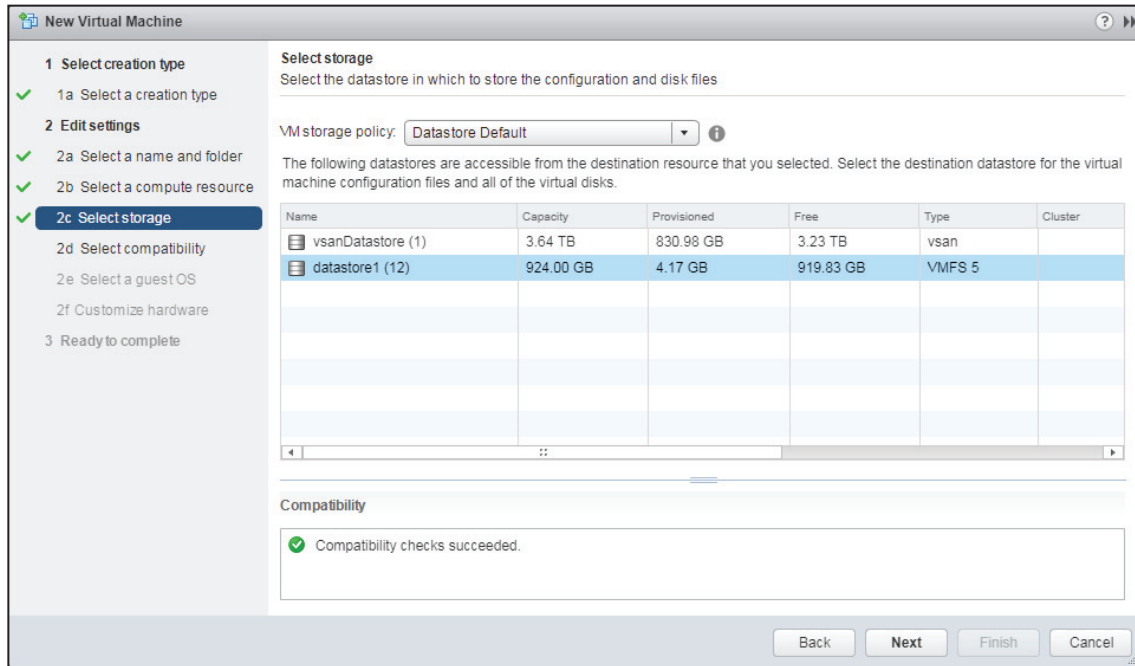 New Virtual Machine
?
1 Select creation type
1a Select a creation type
2 Edit settings
2a Select a name and folder
2b Select a compute resource
2c Select storage
2d Select compatibility
2e Select a guest OS
2f Customize hardware
3 Ready to complete
Select storage
Select the datastore in which to store the configuration and disk files
VM storage policy: Datastore Default
The following datastores are accessible from the destination resource that you selected. Select the destination datastore for the virtual
machine configuration files and all of the virtual disks.
Name Capacity Provisioned Free Type Cluster
vsanDatastore (1) 3.64 TB 830.98 GB 3.23 TB vsan
datastore1 (12) 924.00 GB 4.17 GB 919.83 GB VMFS 5
Compatibility
Compatibility checks succeeded.
Back Next Finish Cancel